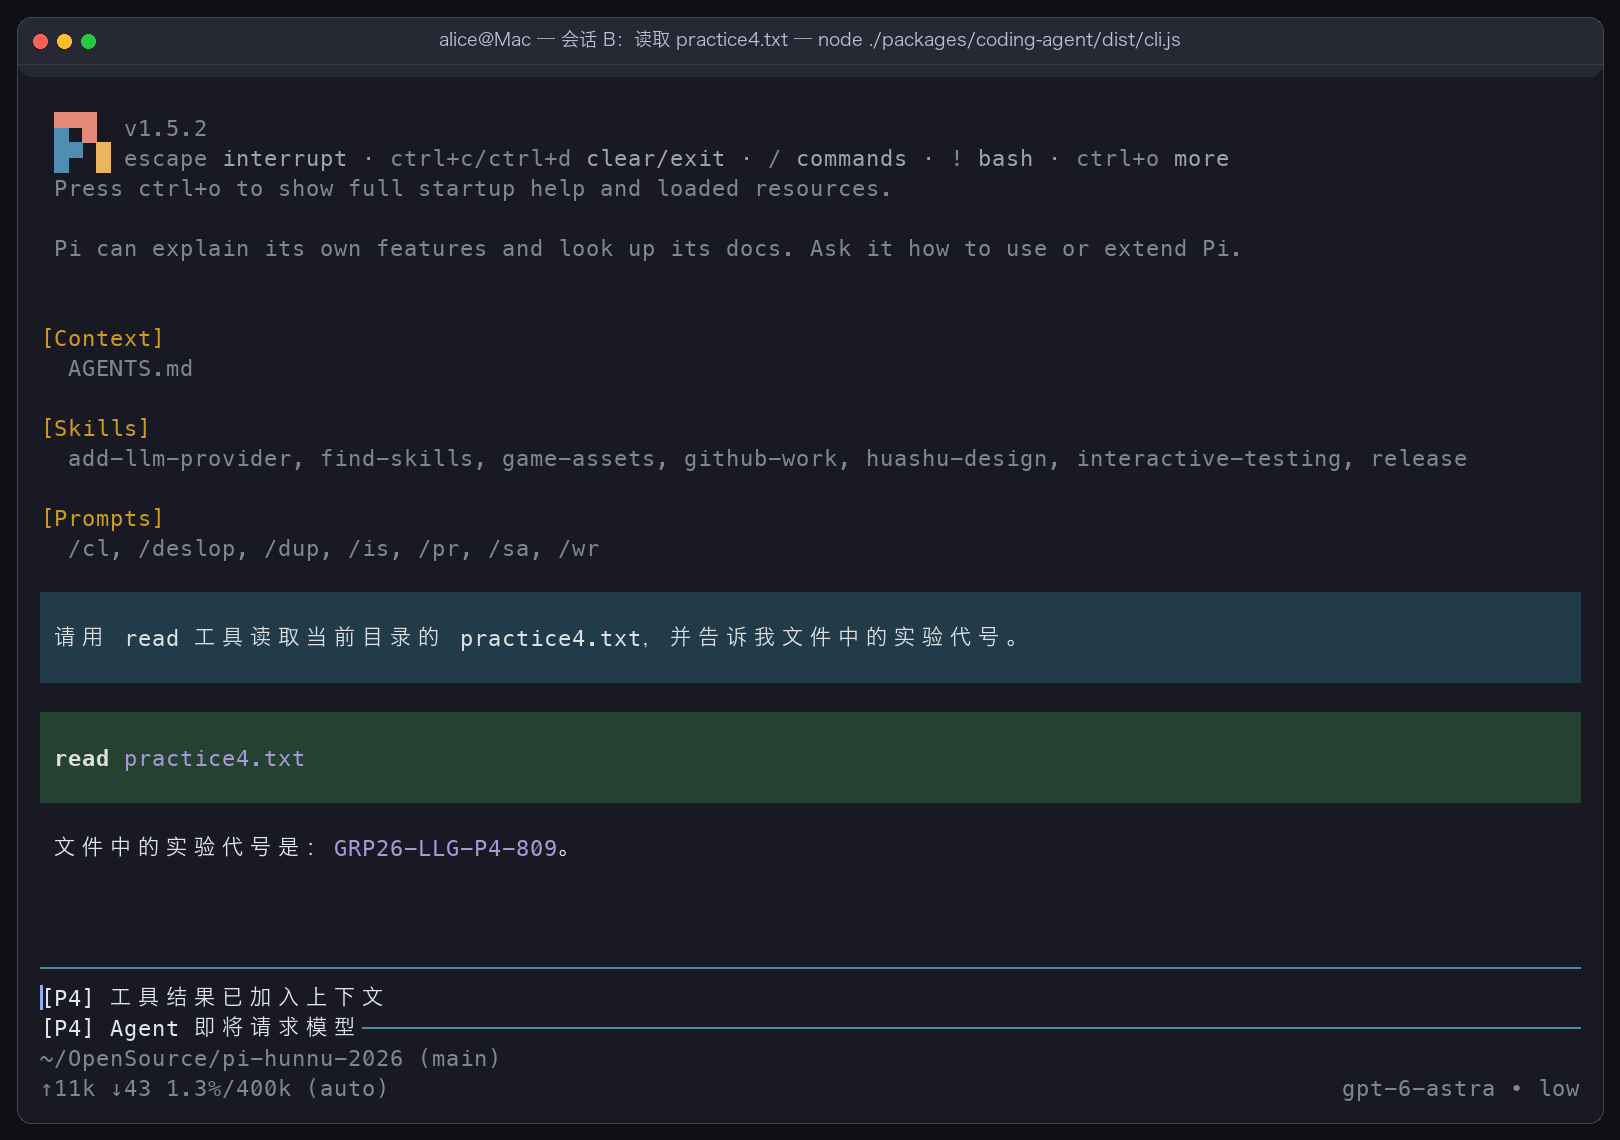 alice@Mac — 会话 B：读取 practice4.txt — node ./packages/coding-agent/dist/cli.js
v1.5.2
escape interrupt · ctrl+c/ctrl+d clear/exit · / commands · ! bash · ctrl+o more
Press ctrl+o to show full startup help and loaded resources.
Pi can explain its own features and look up its docs. Ask it how to use or extend Pi.
[Context]
AGENTS.md
[Skills]
add-llm-provider, find-skills, game-assets, github-work, huashu-design, interactive-testing, release
[Prompts]
/cl, /deslop, /dup, /is, /pr, /sa, /wr
请用 read 工具读取当前目录的 practice4.txt，并告诉我文件中的实验代号。
read practice4.txt
文件中的实验代号是：GRP26-LLG-P4-809。
[P4] 工具结果已加入上下文
[P4] Agent 即将请求模型
~/OpenSource/pi-hunnu-2026 (main)
↑11k ↓43 1.3%/400k (auto) gpt-6-astra • low